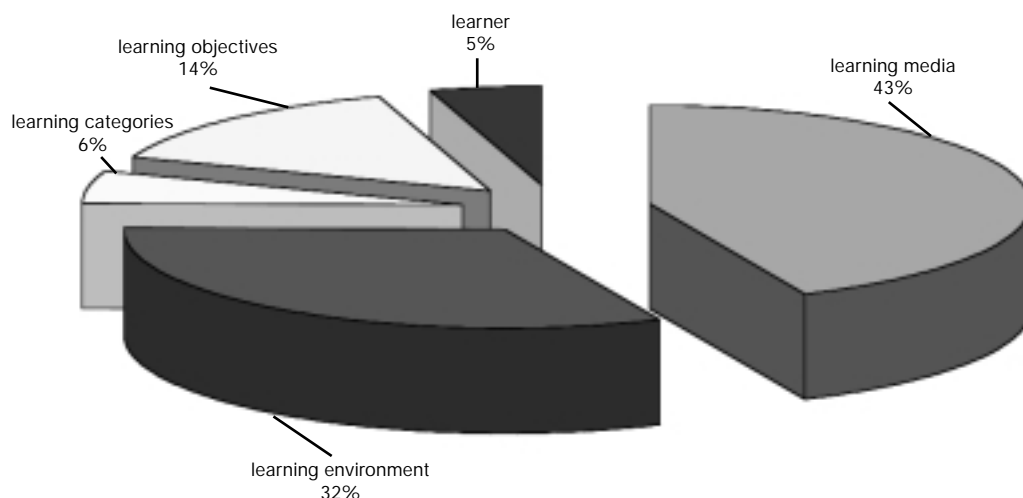 learner
5%
learning objectives
14%
learning media
43%
learning categories
6%
learning environment
32%